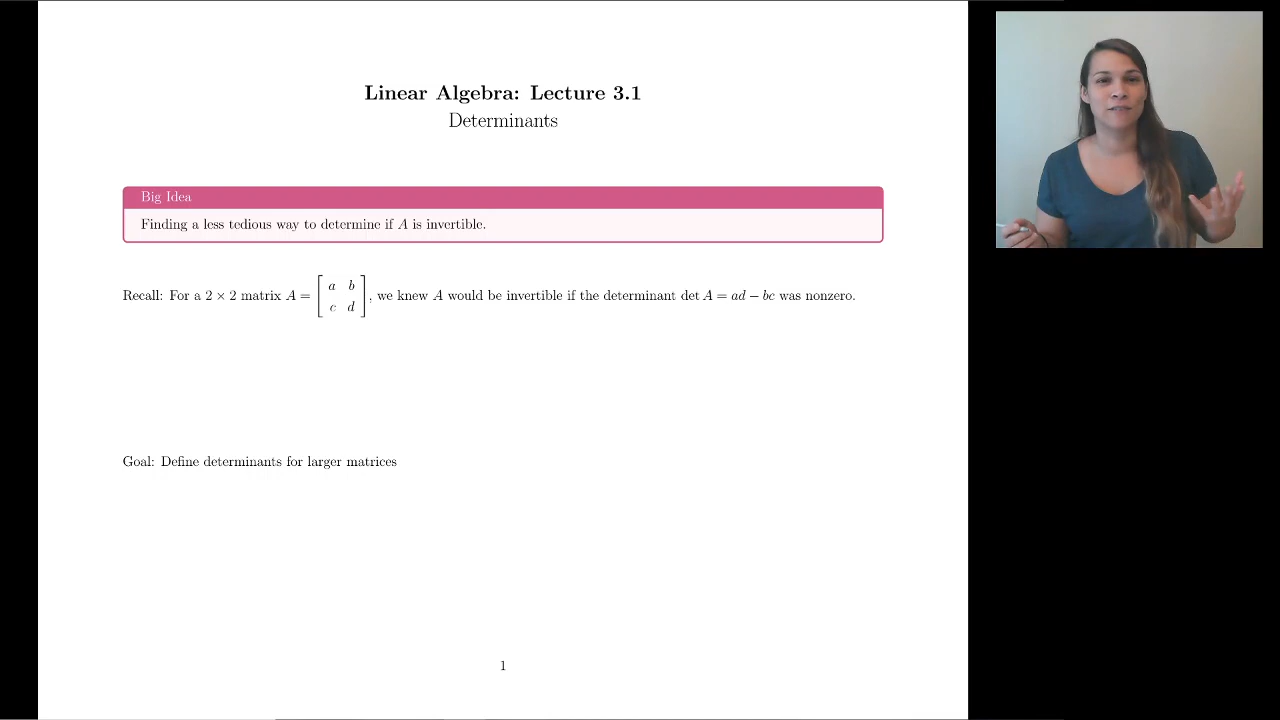 Linear Algebra: Lecture 3.1
Determinants
Big Idea
Finding a less tedious way to determine if A is invertible.
Recall: For a 2 × 2 matrix A = [ a b ; c d ], we knew A would be invertible if the determinant det A = ad − bc was nonzero.
Goal: Define determinants for larger matrices
1